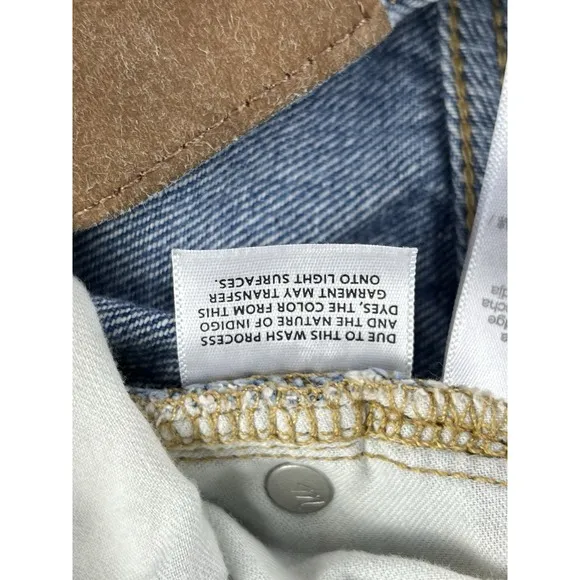 DUE TO THIS WASH PROCESS
AND THE NATURE OF INDIGO
DYES, THE COLOR FROM THIS
GARMENT MAY TRANSFER
ONTO LIGHT SURFACES.